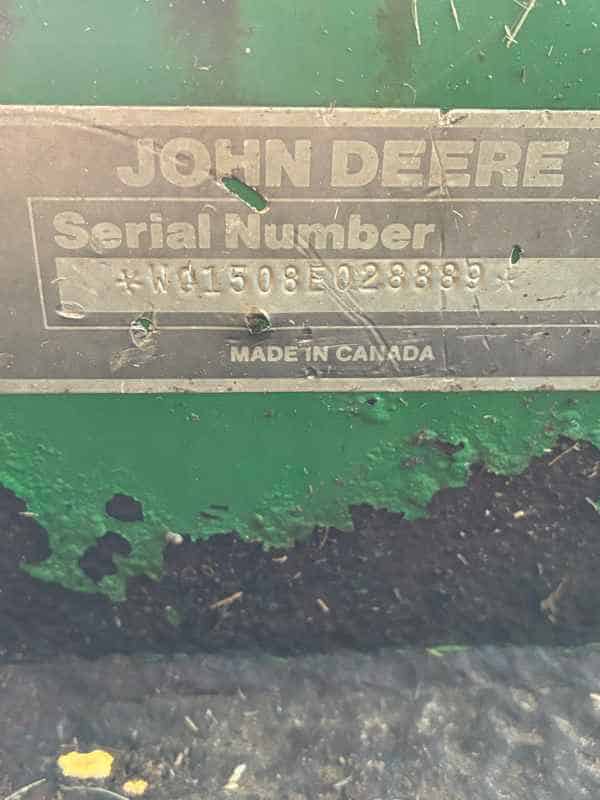 JOHN DEERE
Serial Number
*W01508E028889*
MADE IN CANADA